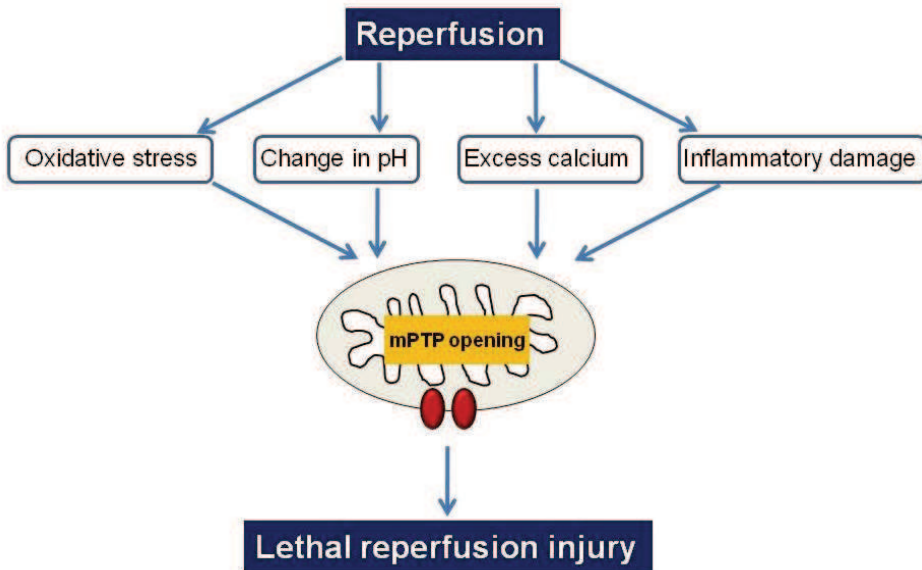 Reperfusion
Oxidative stress
Change in pH
Excess calcium
Inflammatory damage
mPTP opening
Lethal reperfusion injury